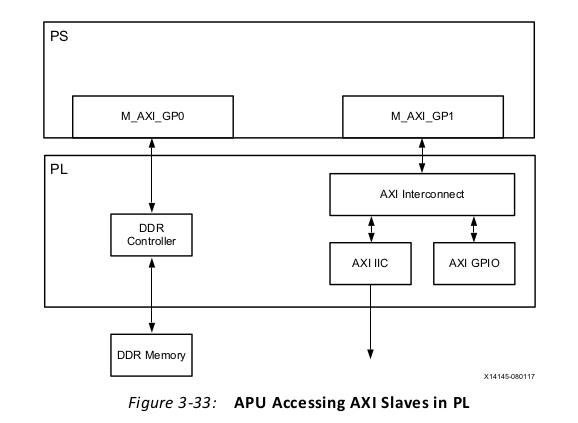 PS
M_AXI_GP0
M_AXI_GP1
PL
AXI Interconnect
DDR
Controller
AXI IIC
AXI GPIO
DDR Memory
X14145-080117
Figure 3-33: APU Accessing AXI Slaves in PL